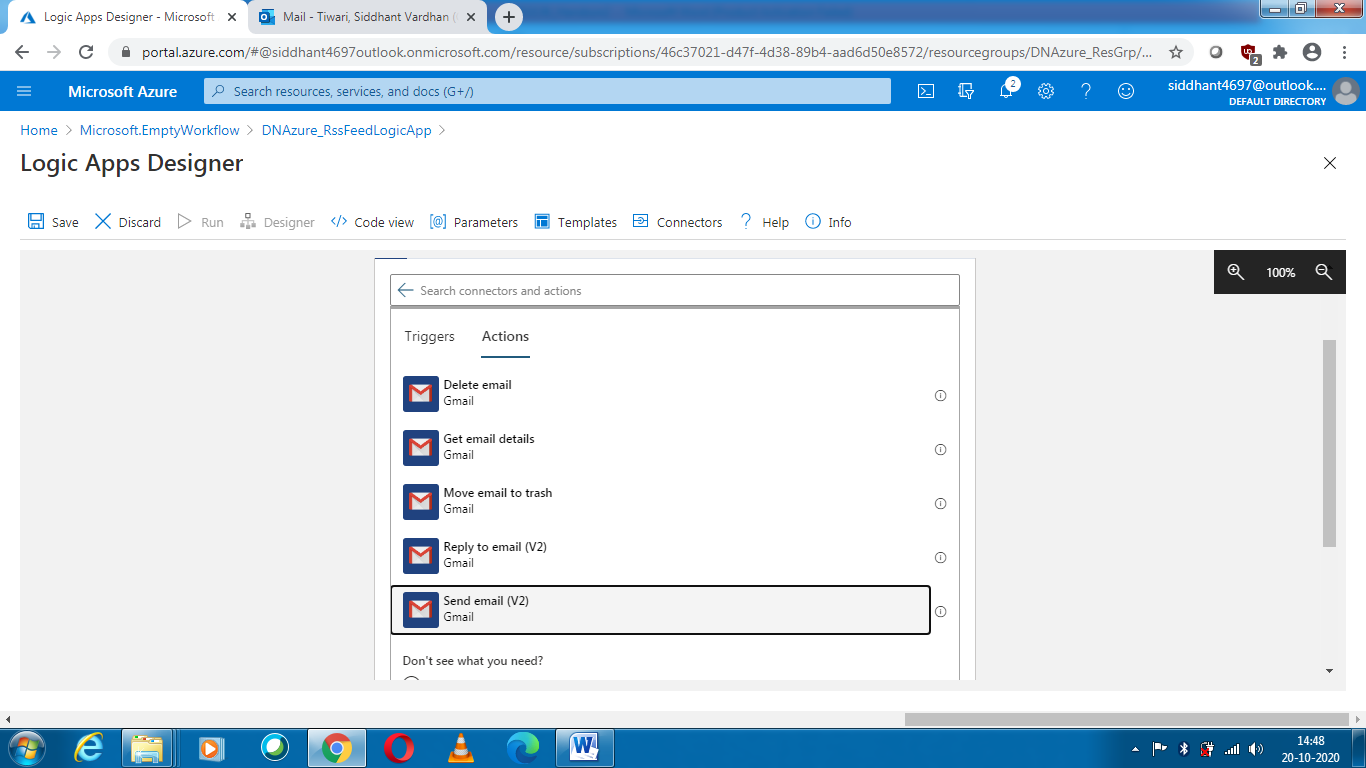 Logic Apps Designer - Microsoft
Mail - Tiwari, Siddhant Vardhan (
portal.azure.com/#@siddhant4697outlook.onmicrosoft.com/resource/subscriptions/46c37021-d47f-4d38-89b4-aad6d50e8572/resourcegroups/DNAzure_ResGrp/...
2
Microsoft Azure
Search resources, services, and docs (G+/)
2
siddhant4697@outlook....
DEFAULT DIRECTORY
Home > Microsoft.EmptyWorkflow > DNAzure_RssFeedLogicApp >
Logic Apps Designer
Save Discard Run Designer Code view Parameters Templates Connectors Help Info
100%
Search connectors and actions
Triggers Actions
Delete email
Gmail
Get email details
Gmail
Move email to trash
Gmail
Reply to email (V2)
Gmail
Send email (V2)
Gmail
Don't see what you need?
14:48
20-10-2020